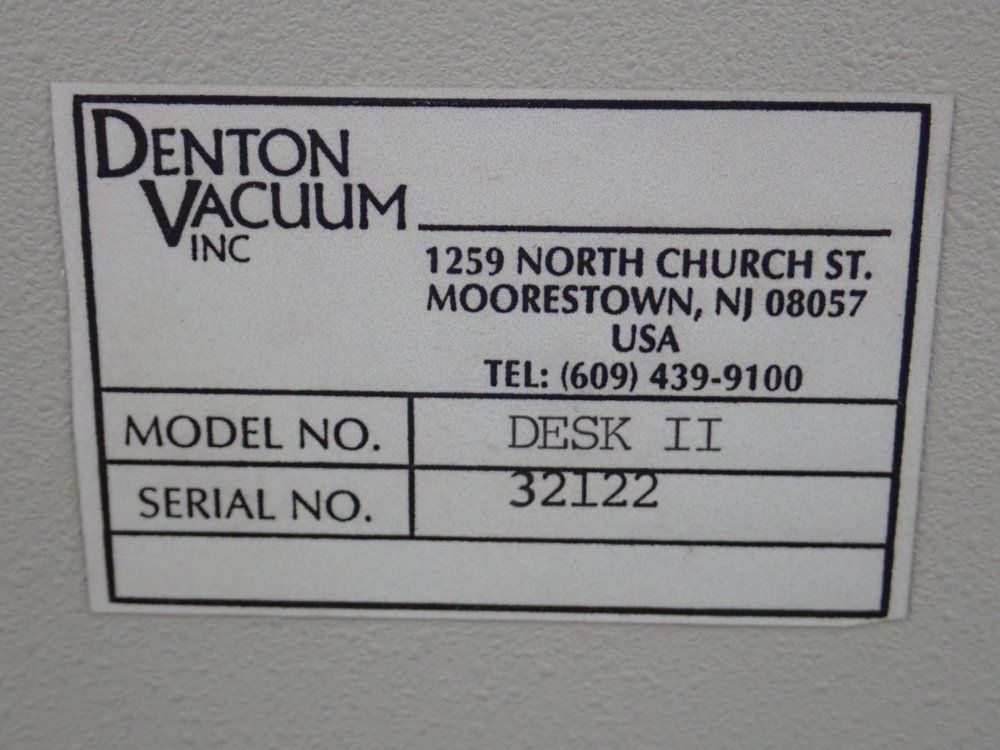 DENTON
VACUUM
INC
1259 NORTH CHURCH ST.
MOORESTOWN, NJ 08057
USA
TEL: (609) 439-9100
MODEL NO. DESK II
SERIAL NO. 32122